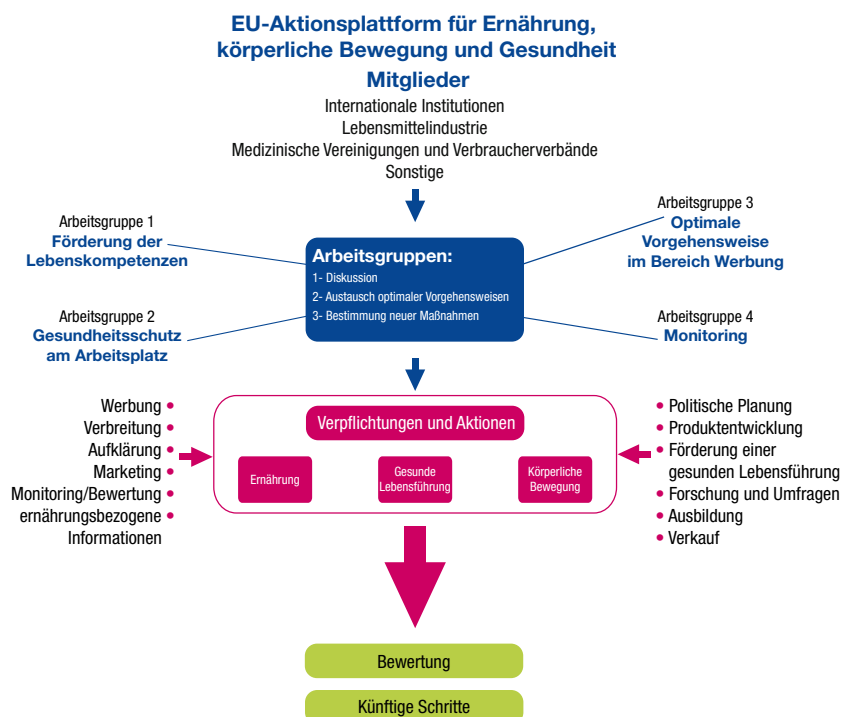 EU-Aktionsplattform für Ernährung,
körperliche Bewegung und Gesundheit
Mitglieder
Internationale Institutionen
Lebensmittelindustrie
Medizinische Vereinigungen und Verbraucherverbände
Sonstige
Arbeitsgruppe 1
Förderung der
Lebenskompetenzen
Arbeitsgruppe 2
Gesundheitsschutz
am Arbeitsplatz
Arbeitsgruppen:
1- Diskussion
2- Austausch optimaler Vorgehensweisen
3- Bestimmung neuer Maßnahmen
Arbeitsgruppe 3
Optimale
Vorgehensweise
im Bereich Werbung
Arbeitsgruppe 4
Monitoring
Werbung •
Verbreitung •
Aufklärung •
Marketing •
Monitoring/Bewertung •
ernährungsbezogene •
Informationen
Verpflichtungen und Aktionen
Ernährung
Gesunde
Lebensführung
Körperliche
Bewegung
• Politische Planung
• Produktentwicklung
• Förderung einer
gesunden Lebensführung
• Forschung und Umfragen
• Ausbildung
• Verkauf
Bewertung
Künftige Schritte